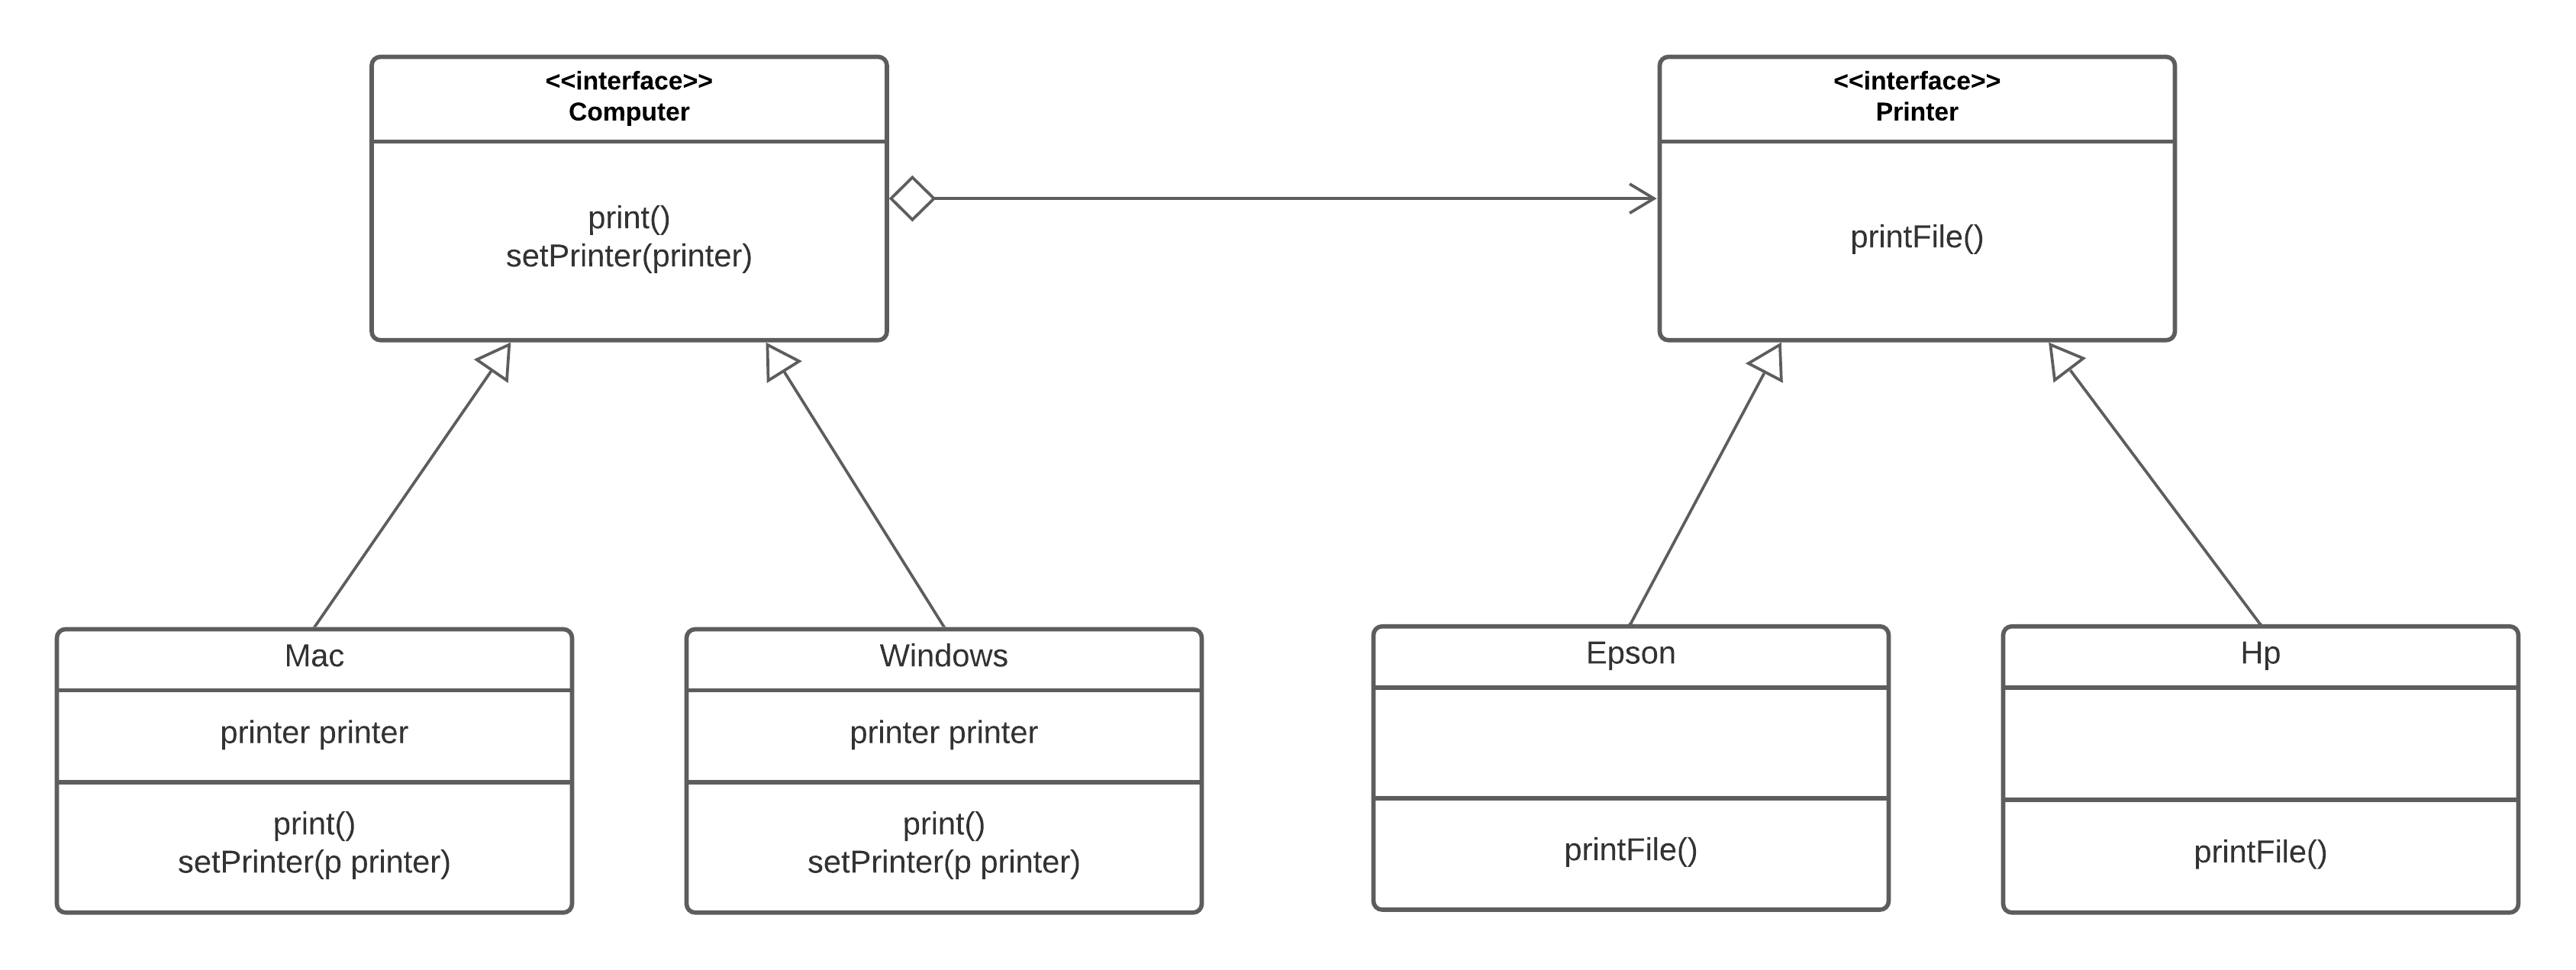 <<interface>>
Computer
print()
setPrinter(printer)
<<interface>>
Printer
printFile()
Mac
printer printer
print()
setPrinter(p printer)
Windows
printer printer
print()
setPrinter(p printer)
Epson
printFile()
Hp
printFile()